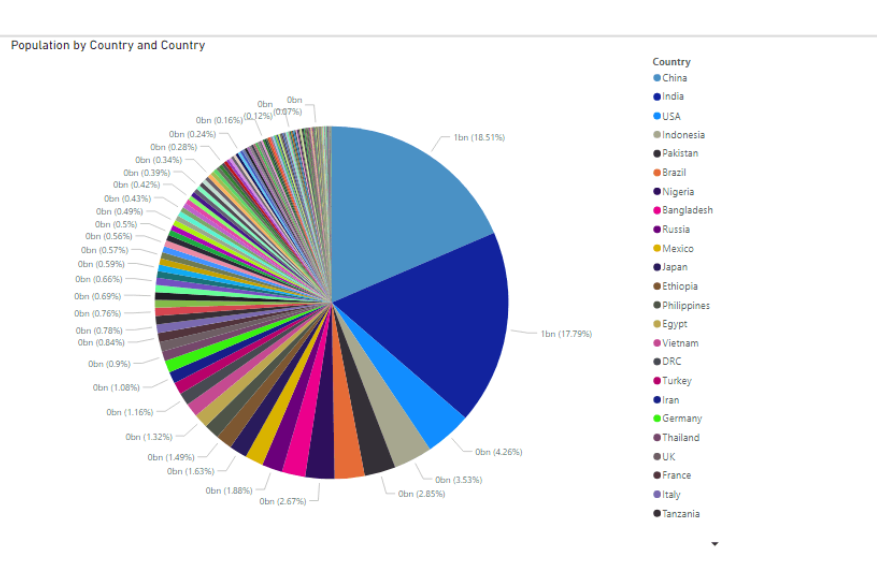 Population by Country and Country
0bn
0bn (0.07%)
0bn (0.12%)
0bn (0.16%)
0bn (0.24%)
0bn (0.28%)
0bn (0.34%)
0bn (0.39%)
0bn (0.42%)
0bn (0.43%)
0bn (0.49%)
0bn (0.5%)
0bn (0.56%)
0bn (0.57%)
0bn (0.59%)
0bn (0.66%)
0bn (0.69%)
0bn (0.76%)
0bn (0.78%)
0bn (0.84%)
0bn (0.9%)
0bn (1.08%)
0bn (1.16%)
0bn (1.32%)
0bn (1.49%)
0bn (1.63%)
0bn (1.88%)
0bn (2.67%)
0bn (2.85%)
0bn (3.53%)
0bn (4.26%)
1bn (17.79%)
1bn (18.51%)
Country
China
India
USA
Indonesia
Pakistan
Brazil
Nigeria
Bangladesh
Russia
Mexico
Japan
Ethiopia
Philippines
Egypt
Vietnam
DRC
Turkey
Iran
Germany
Thailand
UK
France
Italy
Tanzania